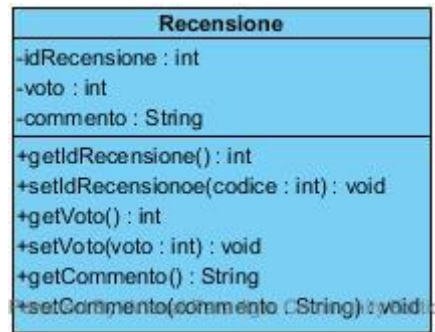 Recensione
-idRecensione : int
-voto : int
-commento : String
+getIdRecensione() : int
+setIdRecensionoe(codice : int) : void
+getVoto() : int
+setVoto(voto : int) : void
+getCommento() : String
+setCommento(commento : String) : void